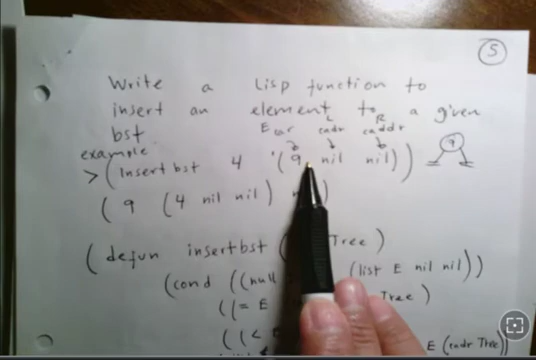 5
Write a Lisp function to
insert an element to a given
bst
E L R
car cadr caddr
example
> (Insert bst 4 '(9 nil nil))
9
(9 (4 nil nil) )
(defun insertbst ( Tree)
(cond ((null (list E nil nil))
((= E Tree)
((< E (cadr Tree))